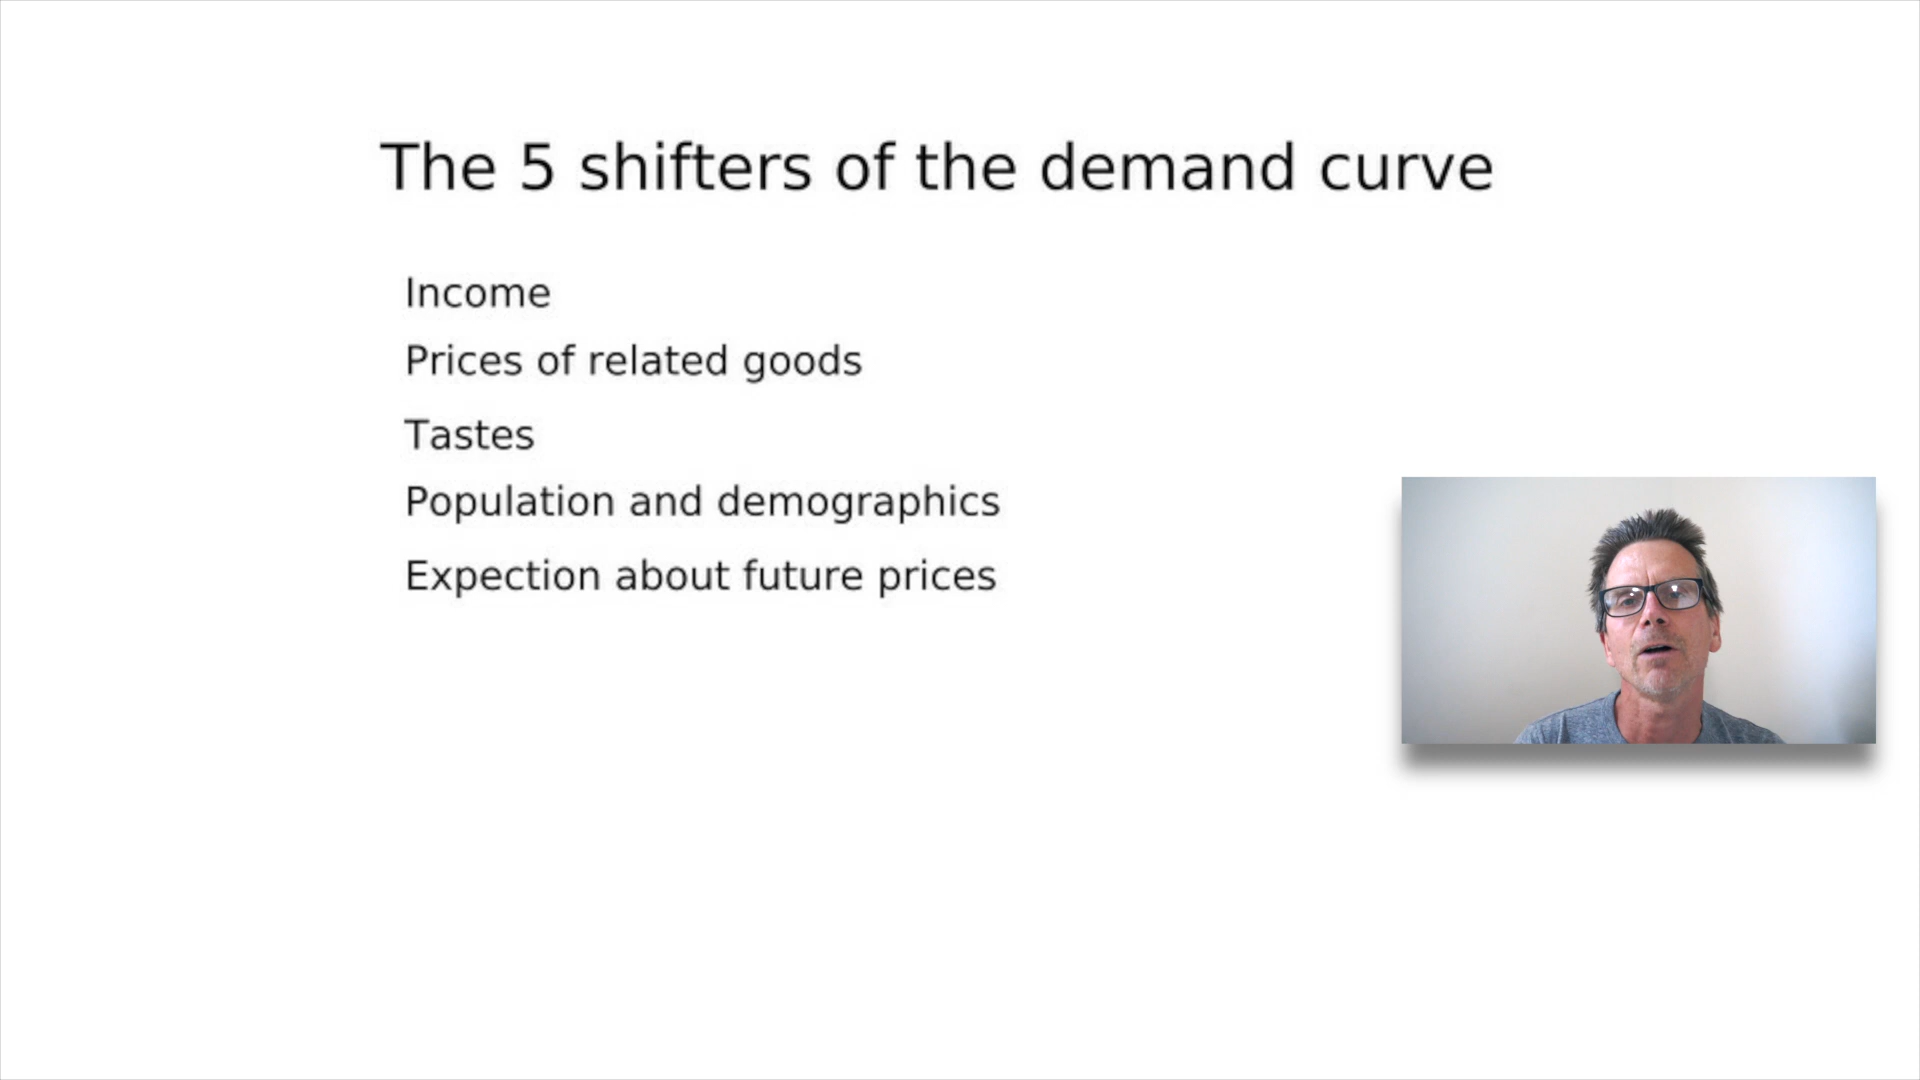 The 5 shifters of the demand curve
Income
Prices of related goods
Tastes
Population and demographics
Expection about future prices